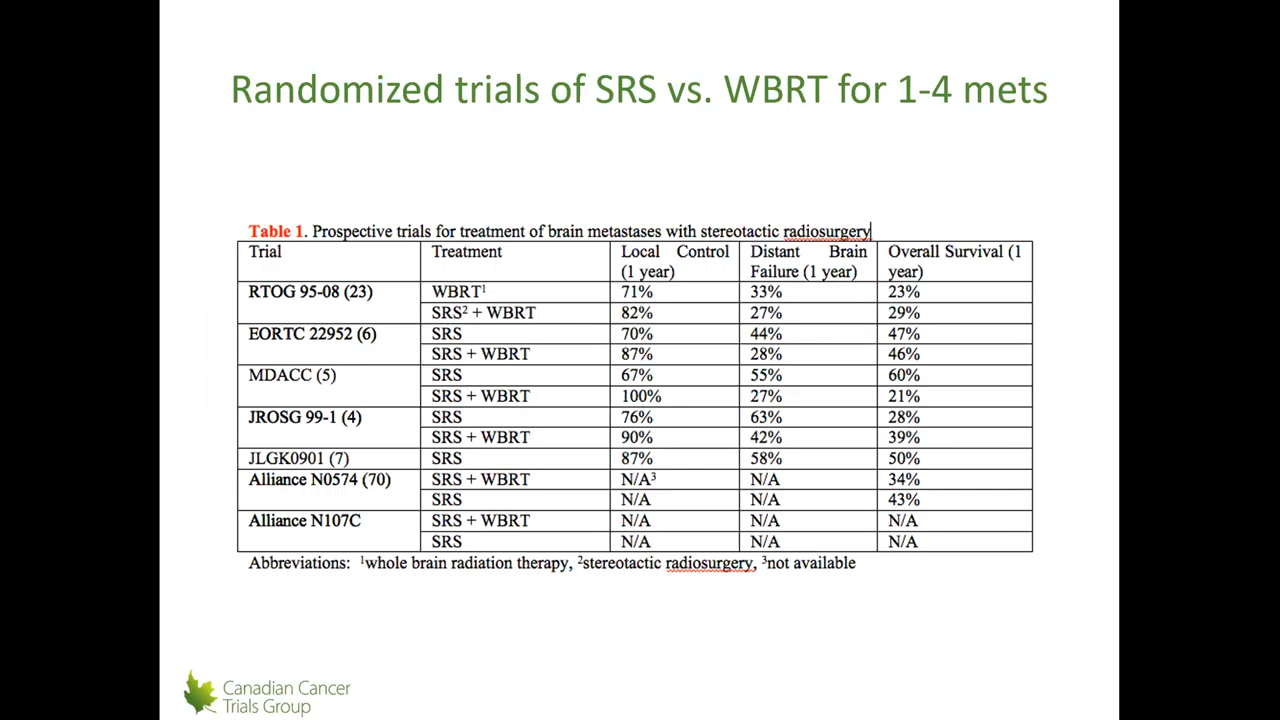 Randomized trials of SRS vs. WBRT for 1-4 mets
Table 1. Prospective trials for treatment of brain metastases with stereotactic radiosurgery
Trial Treatment Local Control (1 year) Distant Brain Failure (1 year) Overall Survival (1 year)
RTOG 95-08 (23) WBRT¹ 71% 33% 23%
SRS² + WBRT 82% 27% 29%
EORTC 22952 (6) SRS 70% 44% 47%
SRS + WBRT 87% 28% 46%
MDACC (5) SRS 67% 55% 60%
SRS + WBRT 100% 27% 21%
JROSG 99-1 (4) SRS 76% 63% 28%
SRS + WBRT 90% 42% 39%
JLGK0901 (7) SRS 87% 58% 50%
Alliance N0574 (70) SRS + WBRT N/A³ N/A 34%
SRS N/A N/A 43%
Alliance N107C SRS + WBRT N/A N/A N/A
SRS N/A N/A N/A
Abbreviations: ¹whole brain radiation therapy, ²stereotactic radiosurgery, ³not available
Canadian Cancer
Trials Group